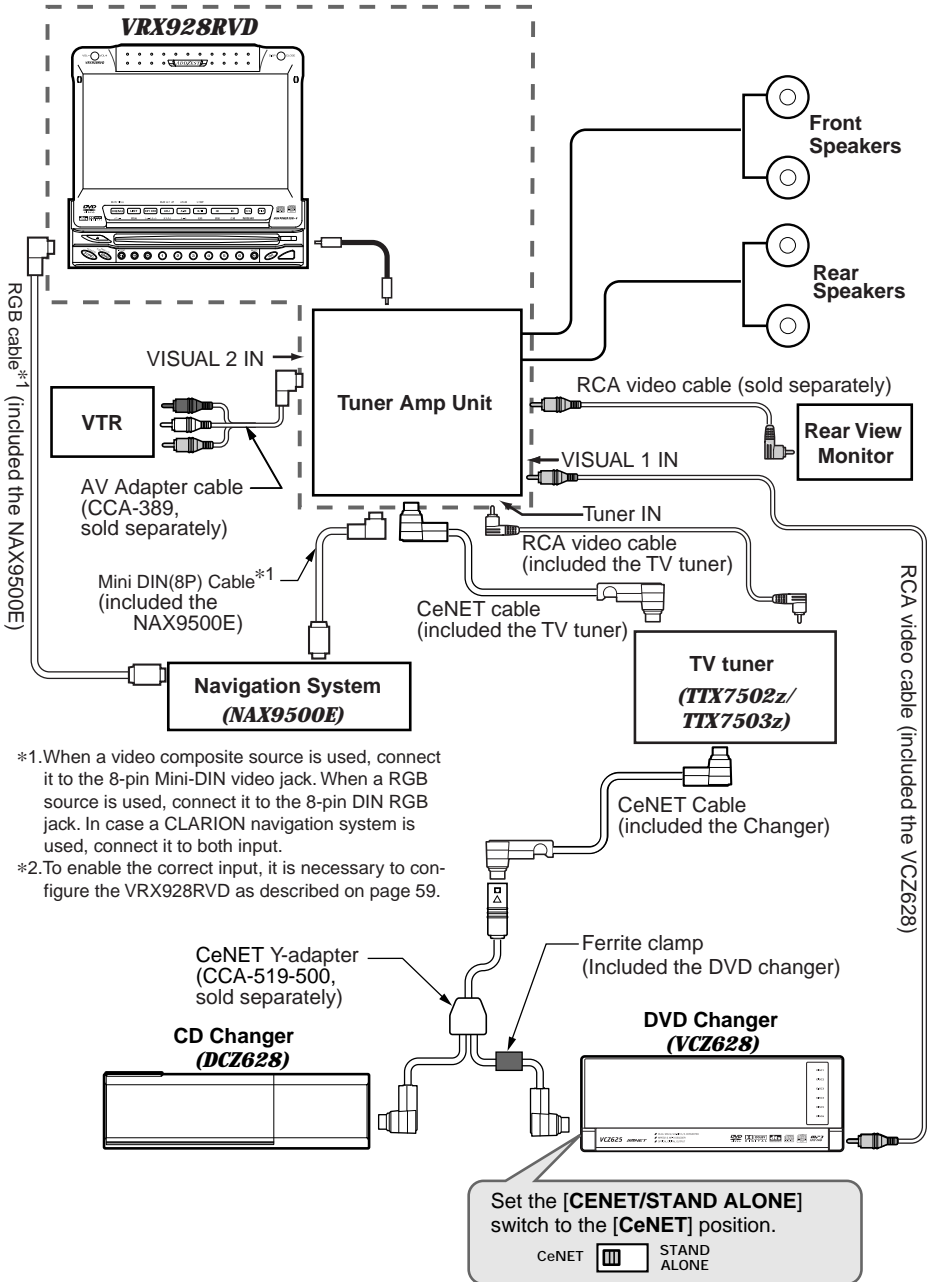 VRX928RVD
Front
Speakers
Rear
Speakers
RGB cable*1 (included the NAX9500E)
VISUAL 2 IN
VTR
Tuner Amp Unit
RCA video cable (sold separately)
Rear View
Monitor
VISUAL 1 IN
AV Adapter cable
(CCA-389,
sold separately)
Tuner IN
RCA video cable
(included the TV tuner)
Mini DIN(8P) Cable*1
(included the
NAX9500E)
CeNET cable
(included the TV tuner)
RCA video cable (included the VCZ628)
Navigation System
(NAX9500E)
TV tuner
(TTX7502z/
TTX7503z)
*1.When a video composite source is used, connect
it to the 8-pin Mini-DIN video jack. When a RGB
source is used, connect it to the 8-pin DIN RGB
jack. In case a CLARION navigation system is
used, connect it to both input.
*2.To enable the correct input, it is necessary to con-
figure the VRX928RVD as described on page 59.
CeNET Cable
(included the Changer)
CeNET Y-adapter
(CCA-519-500,
sold separately)
Ferrite clamp
(Included the DVD changer)
CD Changer
(DCZ628)
DVD Changer
(VCZ628)
VCZ625
Set the [CENET/STAND ALONE]
switch to the [CeNET] position.
CeNET
STAND
ALONE